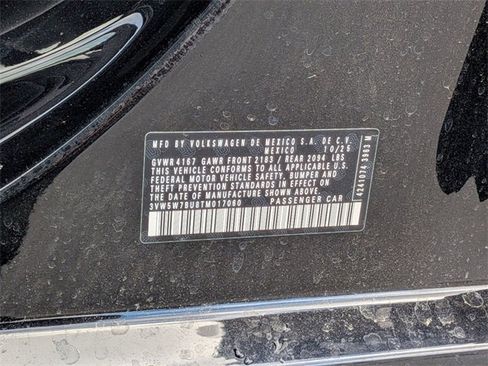 MFD BY VOLKSWAGEN DE MEXICO S.A. DE C.V.
MEXICO 10/25
GVWR 4167 GAWR FRONT 2183 / REAR 2094 LBS
THIS VEHICLE CONFORMS TO ALL APPLICABLE U.S.
FEDERAL MOTOR VEHICLE SAFETY, BUMPER AND
THEFT PREVENTION STANDARDS IN EFFECT ON
THE DATE OF MANUFACTURE SHOWN ABOVE.
3VW5W7BU8TM017060 PASSENGER CAR